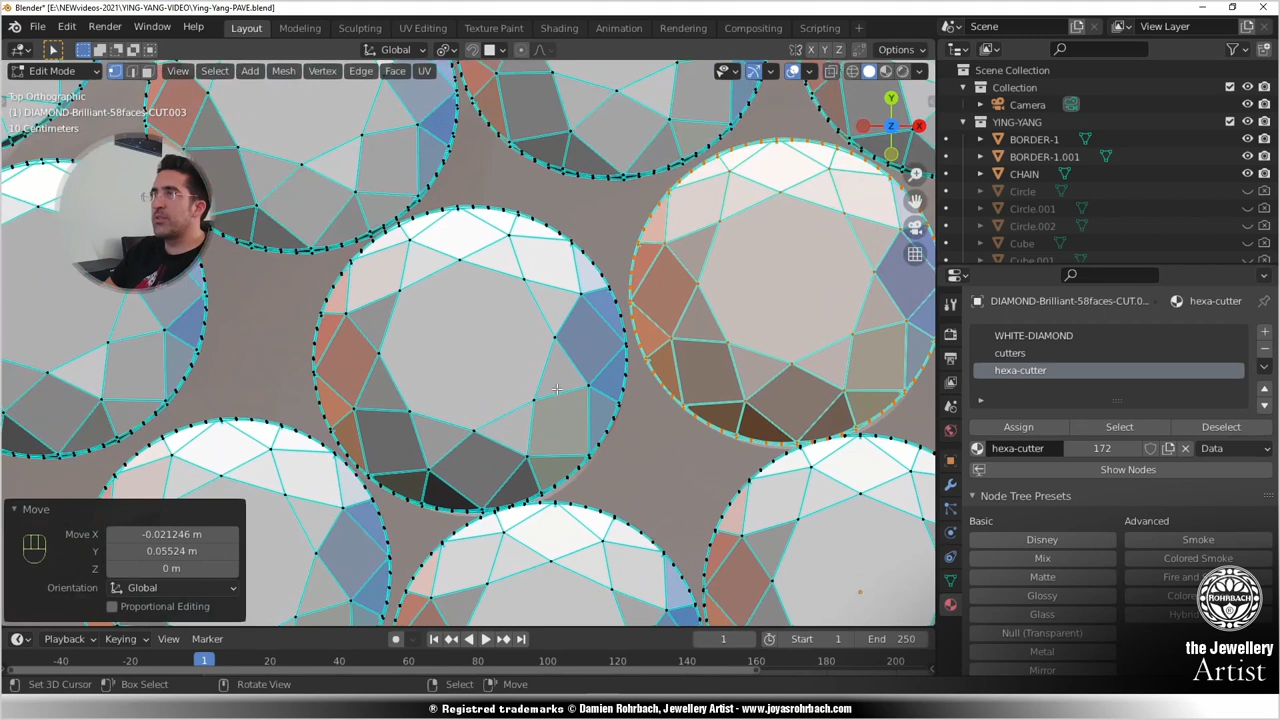 Blender* [E:\NEWvideos-2021\YING-YANG-VIDEO\Ying-Yang-PAVE.blend]
File Edit Render Window Help Layout Modeling Sculpting UV Editing Texture Paint Shading Animation Rendering Compositing Scripting + Scene View Layer
Global X Y Z Options
Edit Mode View Select Add Mesh Vertex Edge Face UV
Top Orthographic
(1) DIAMOND-Brilliant-58faces-CUT.003
10 Centimeters
Y
Z X
Scene Collection
Collection
Camera
YING-YANG
BORDER-1
BORDER-1.001
CHAIN
Circle
Circle.001
Circle.002
Cube
Cube.001
DIAMOND-Brilliant-58faces-CUT.0... hexa-cutter
WHITE-DIAMOND
cutters
hexa-cutter
Assign Select Deselect
hexa-cutter 172 Data
Show Nodes
Node Tree Presets
Basic Advanced
Disney Smoke
Mix Colored Smoke
Matte Fire and
Glossy
Glass
Null (Transparent)
Metal
Mirror
Move
Move X -0.021246 m
Y 0.05524 m
Z 0 m
Orientation Global
Proportional Editing
ROHRBACH
the Jewellery
Artist
Playback Keying View Marker 1 Start 1 End 250
-40 -20 1 20 40 60 80 100 120 140 160 180 200
Set 3D Cursor Box Select Rotate View Select Move
® Registered trademarks © Damien Rohrbach, Jewellery Artist - www.joyasrohrbach.com